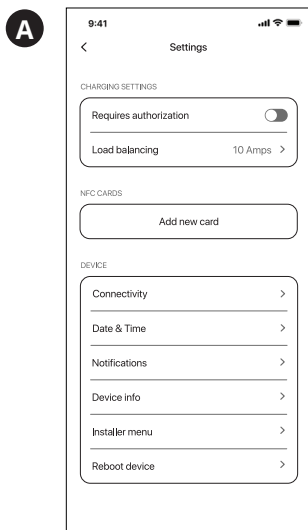 A
9:41
Settings
CHARGING SETTINGS
Requires authorization
Load balancing 10 Amps >
NFC CARDS
Add new card
DEVICE
Connectivity >
Date & Time >
Notifications >
Device info >
Installer menu >
Reboot device >